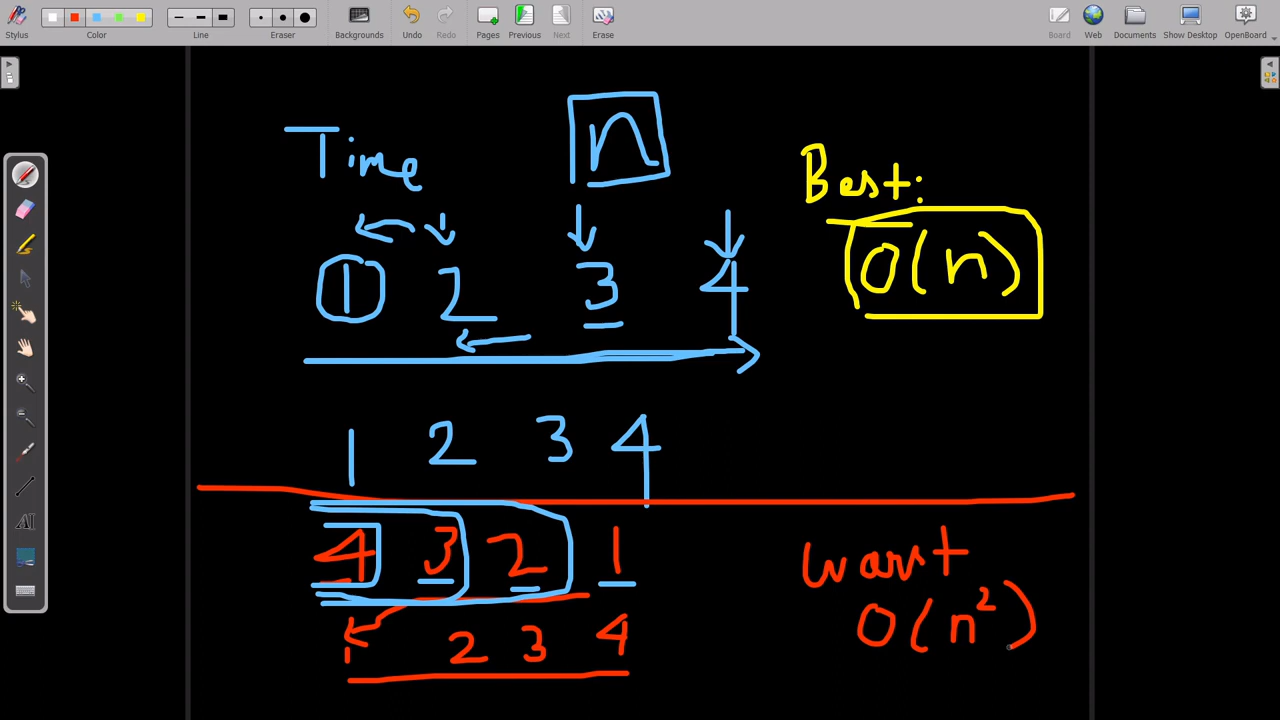 Stylus Color Line Eraser Backgrounds Undo Redo Pages Previous Next Erase Board Web Documents Show Desktop OpenBoard
Time n
Best:
O(n)
1 2 3 4
1 2 3 4
4 3 2 1
worst
O(n²)
1 2 3 4